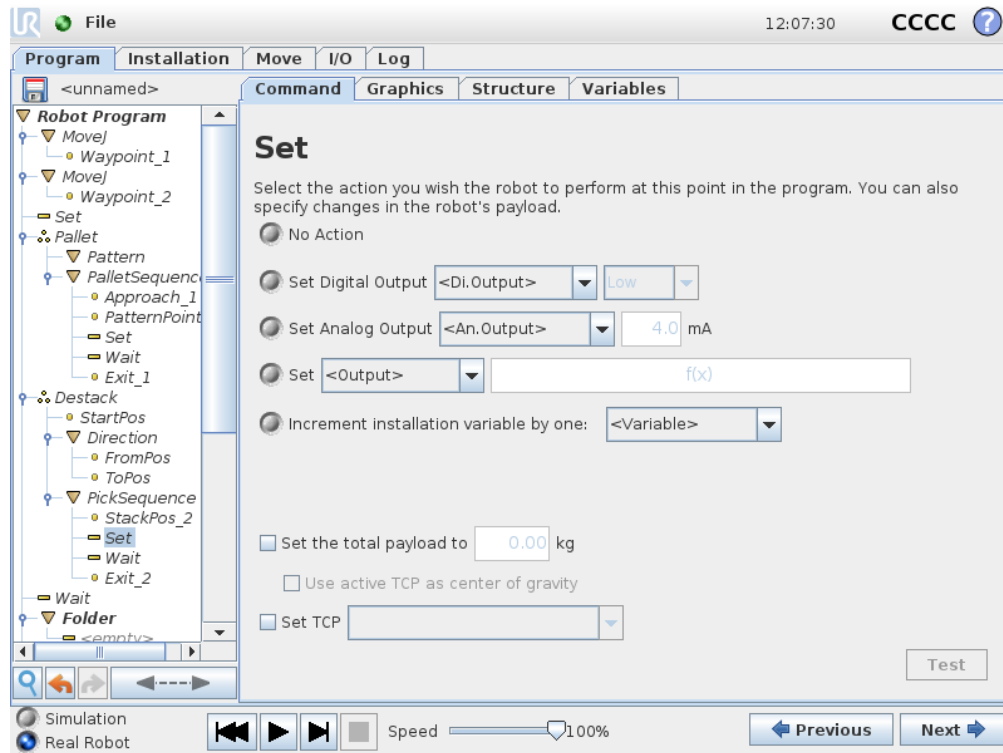 UR File 12:07:30 CCCC ?
Program Installation Move I/O Log
<unnamed>
Command Graphics Structure Variables
Robot Program
MoveJ
Waypoint_1
MoveJ
Waypoint_2
Set
Pallet
Pattern
PalletSequenc
Approach_1
PatternPoint
Set
Wait
Exit_1
Destack
StartPos
Direction
FromPos
ToPos
PickSequence
StackPos_2
Set
Wait
Exit_2
Wait
Folder
<empty>
Set
Select the action you wish the robot to perform at this point in the program. You can also
specify changes in the robot's payload.
No Action
Set Digital Output <Di.Output> Low
Set Analog Output <An.Output> 4.0 mA
Set <Output> f(x)
Increment installation variable by one: <Variable>
Set the total payload to 0.00 kg
Use active TCP as center of gravity
Set TCP
Test
Simulation
Real Robot
Speed 100%
Previous Next